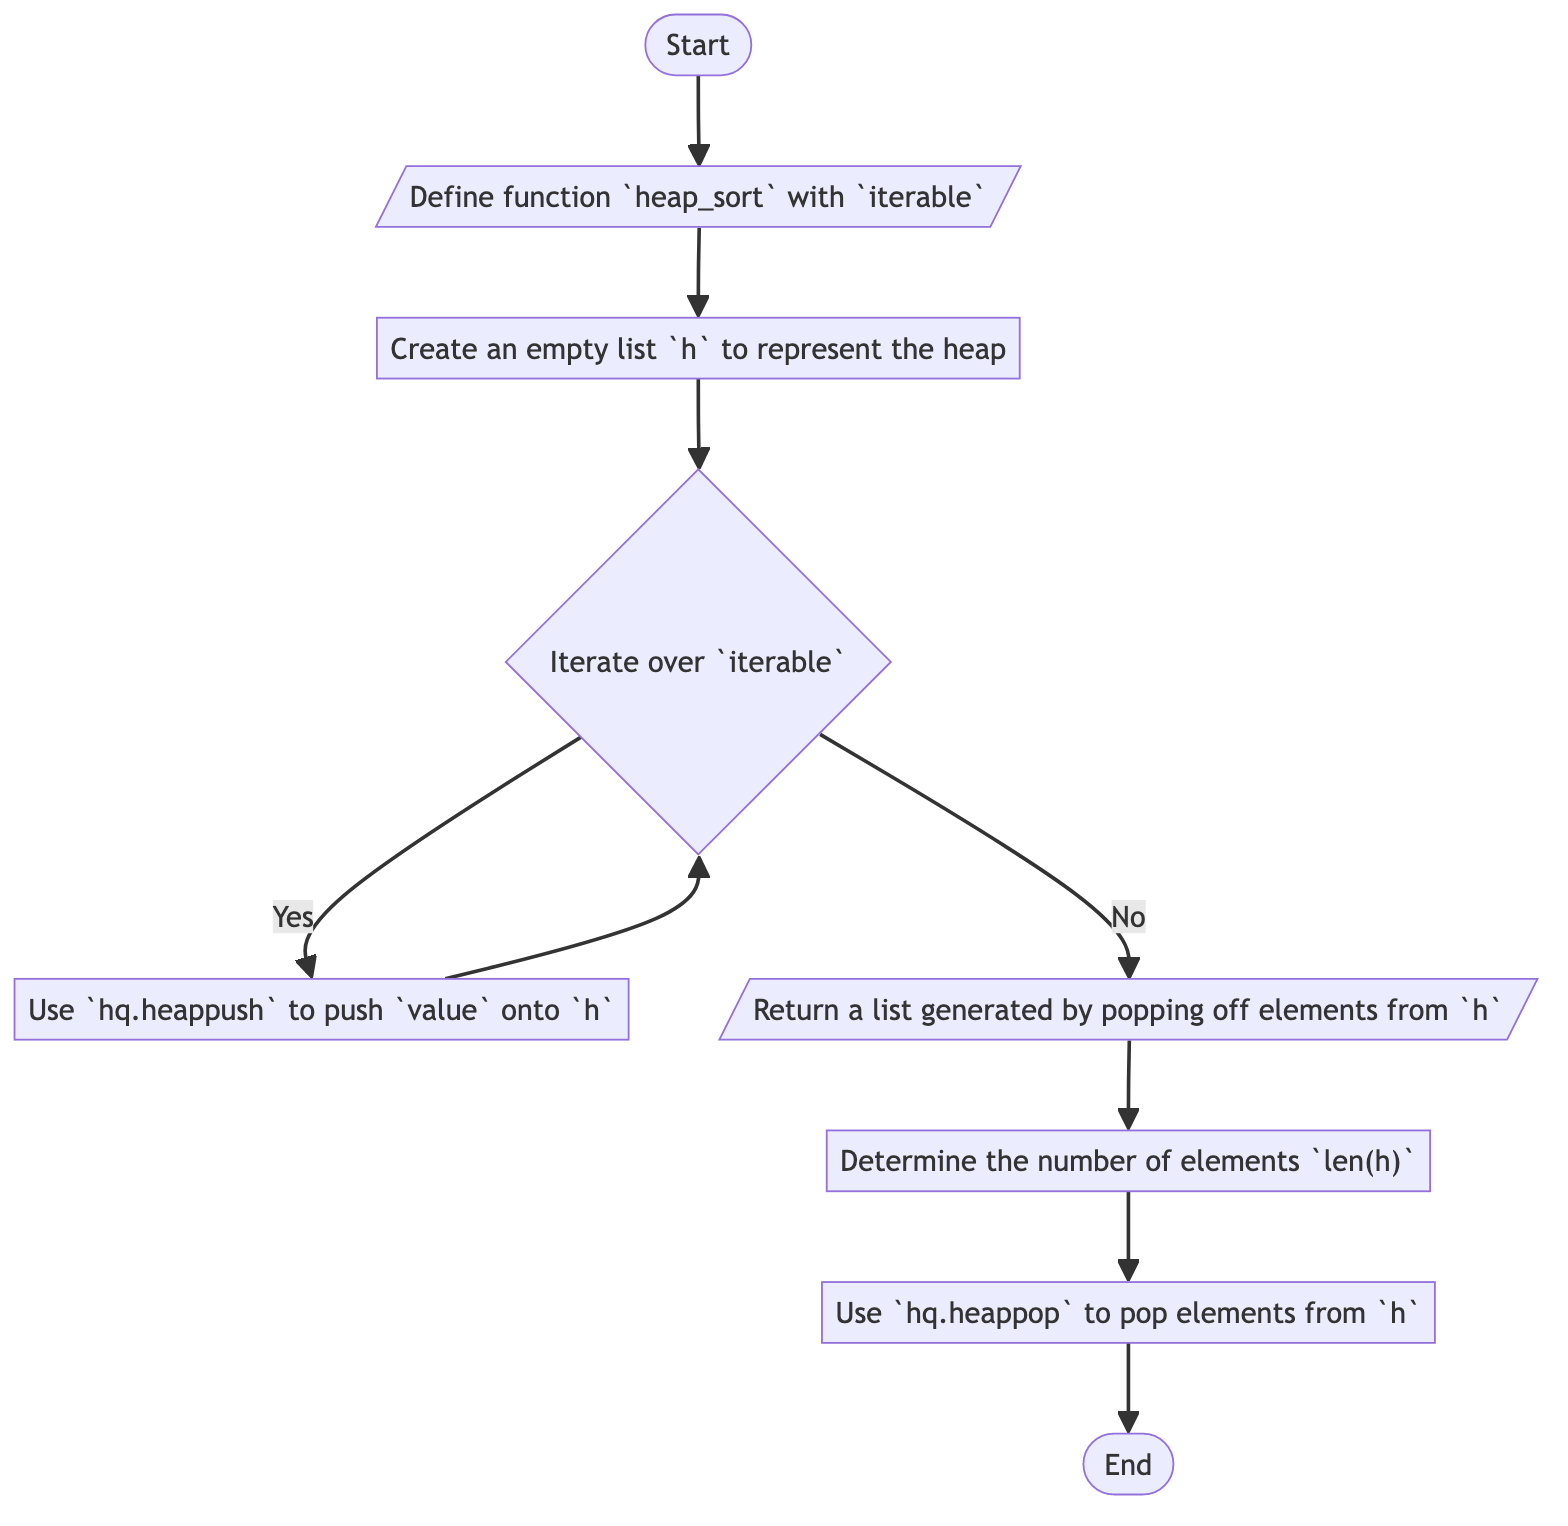 Start
Define function `heap_sort` with `iterable`
Create an empty list `h` to represent the heap
Iterate over `iterable`
Yes
No
Use `hq.heappush` to push `value` onto `h`
Return a list generated by popping off elements from `h`
Determine the number of elements `len(h)`
Use `hq.heappop` to pop elements from `h`
End